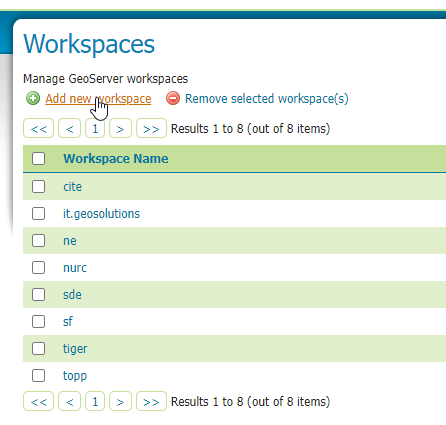 Workspaces
Manage GeoServer workspaces
Add new workspace Remove selected workspace(s)
<< < 1 > >> Results 1 to 8 (out of 8 items)
Workspace Name
cite
it.geosolutions
ne
nurc
sde
sf
tiger
topp
<< < 1 > >> Results 1 to 8 (out of 8 items)